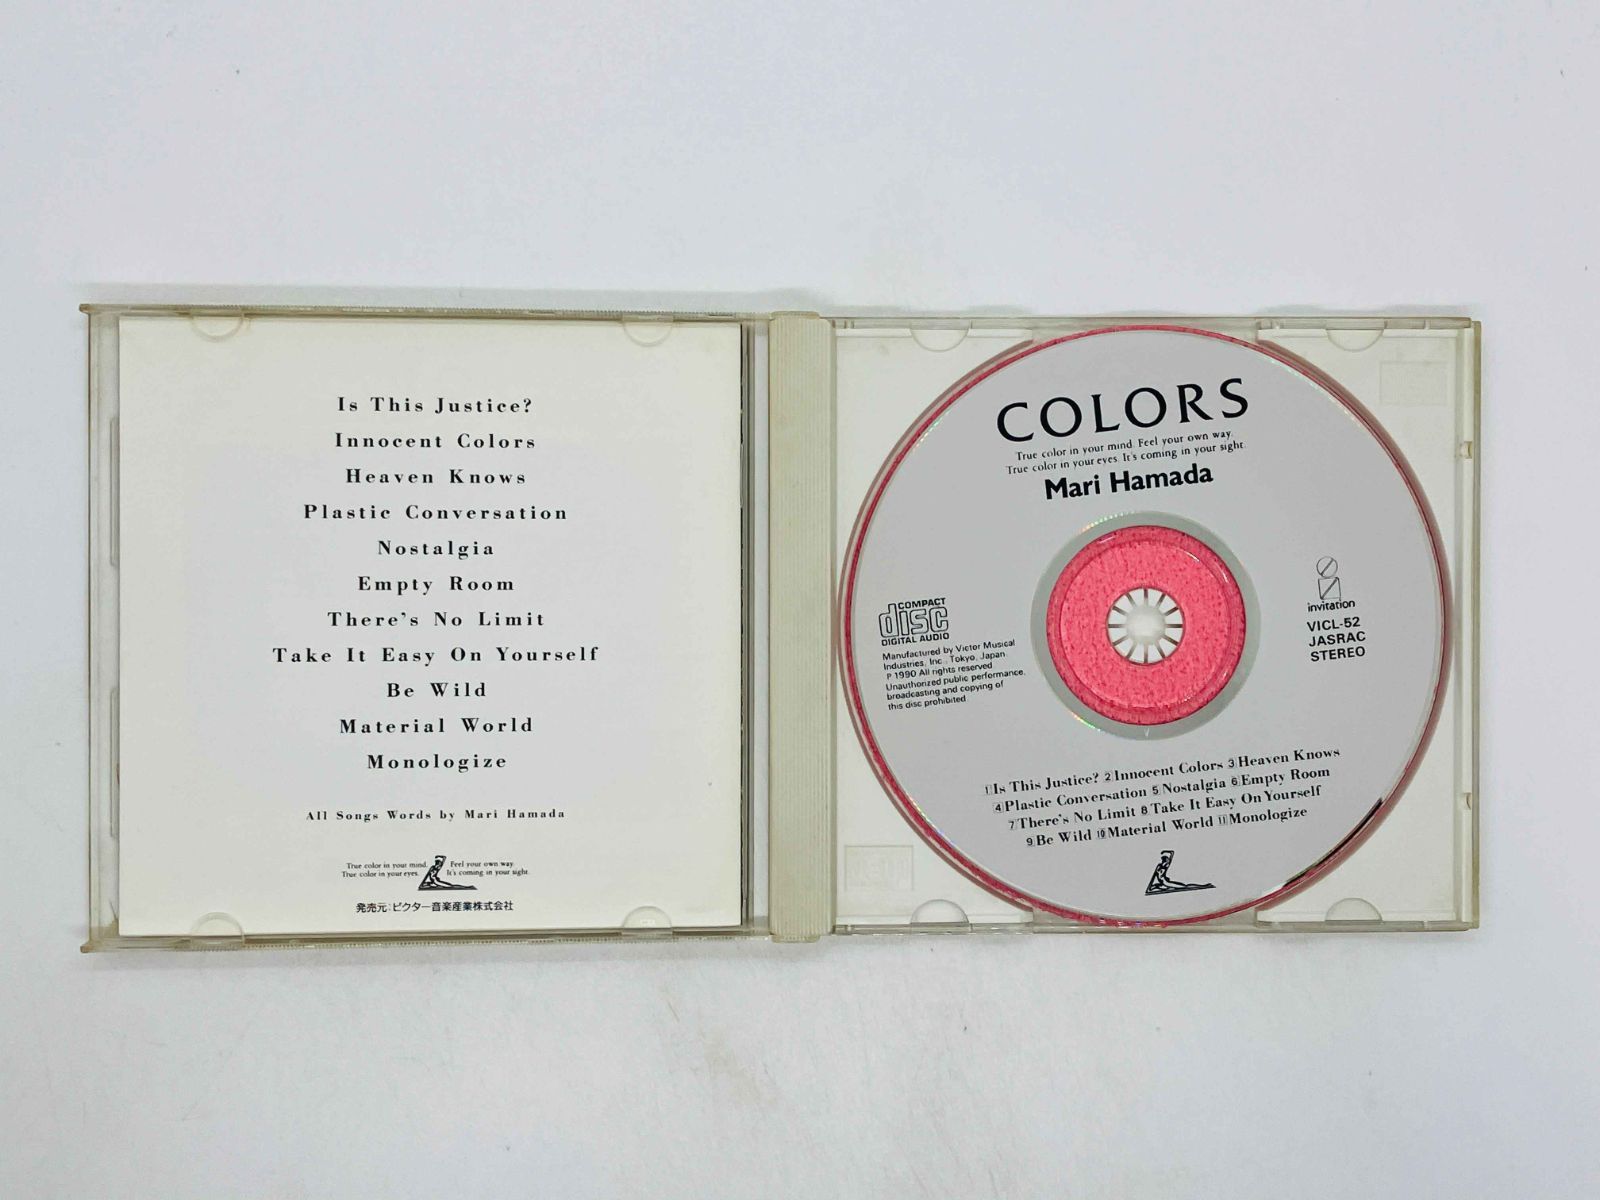 Is This Justice?
Innocent Colors
Heaven Knows
Plastic Conversation
Nostalgia
Empty Room
There's No Limit
Take It Easy On Yourself
Be Wild
Material World
Monologize
All Songs Words by Mari Hamada
True color in your mind. Feel your own way.
True color in your eyes. It's coming in your sight.
発売元:ビクター音楽産業株式会社
COLORS
True color in your mind. Feel your own way.
True color in your eyes. It's coming in your sight.
Mari Hamada
COMPACT
disc
DIGITAL AUDIO
Manufactured by Victor Musical
Industries, Inc., Tokyo, Japan
P 1990 All rights reserved
Unauthorized public performance,
broadcasting and copying of
this disc prohibited
invitation
VICL-52
JASRAC
STEREO
1 Is This Justice? 2 Innocent Colors 3 Heaven Knows
4 Plastic Conversation 5 Nostalgia 6 Empty Room
7 There's No Limit 8 Take It Easy On Yourself
9 Be Wild 10 Material World 11 Monologize